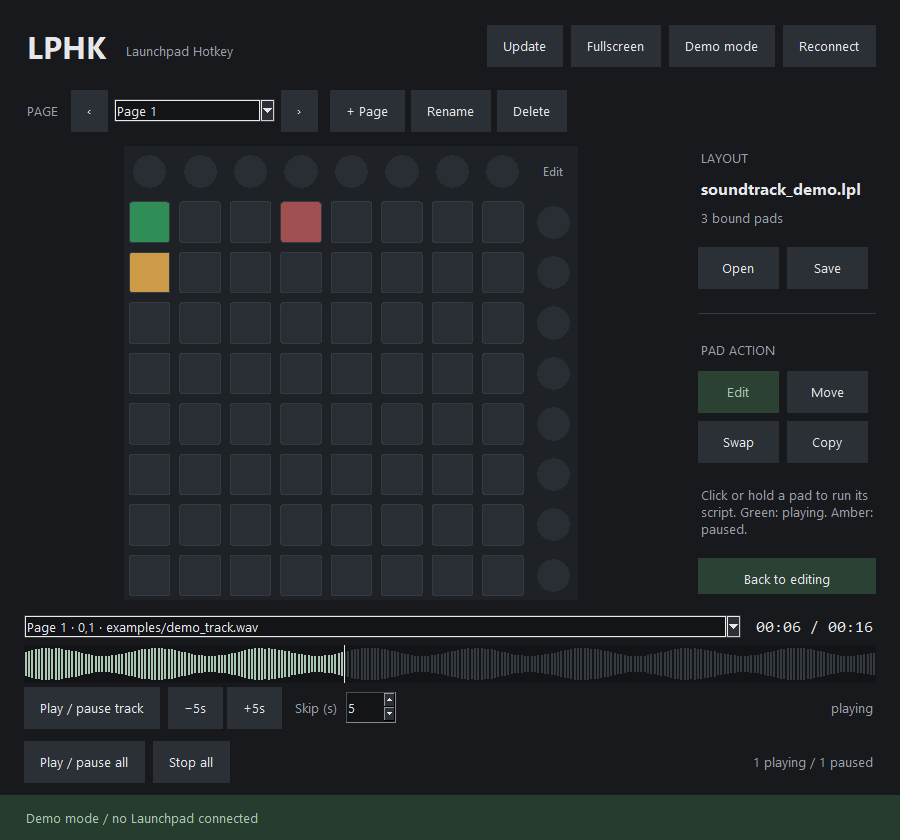 LPHK Launchpad Hotkey Update Fullscreen Demo mode Reconnect
PAGE ‹ Page 1 › + Page Rename Delete
Edit
LAYOUT
soundtrack_demo.lpl
3 bound pads
Open Save
PAD ACTION
Edit Move
Swap Copy
Click or hold a pad to run its
script. Green: playing. Amber:
paused.
Back to editing
Page 1 · 0,1 · examples/demo_track.wav 00:06 / 00:16
Play / pause track −5s +5s Skip (s) 5 playing
Play / pause all Stop all 1 playing / 1 paused
Demo mode / no Launchpad connected